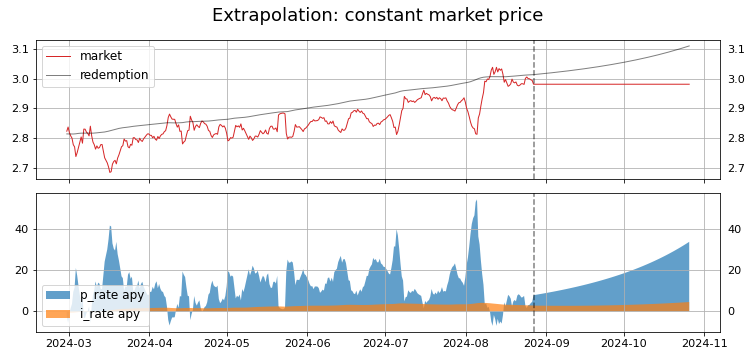 Extrapolation: constant market price
3.1 3.1
market
redemption
3.0 3.0
2.9 2.9
2.8 2.8
2.7 2.7
40 40
20 20
p_rate apy
0 i_rate apy 0
2024-03 2024-04 2024-05 2024-06 2024-07 2024-08 2024-09 2024-10 2024-11